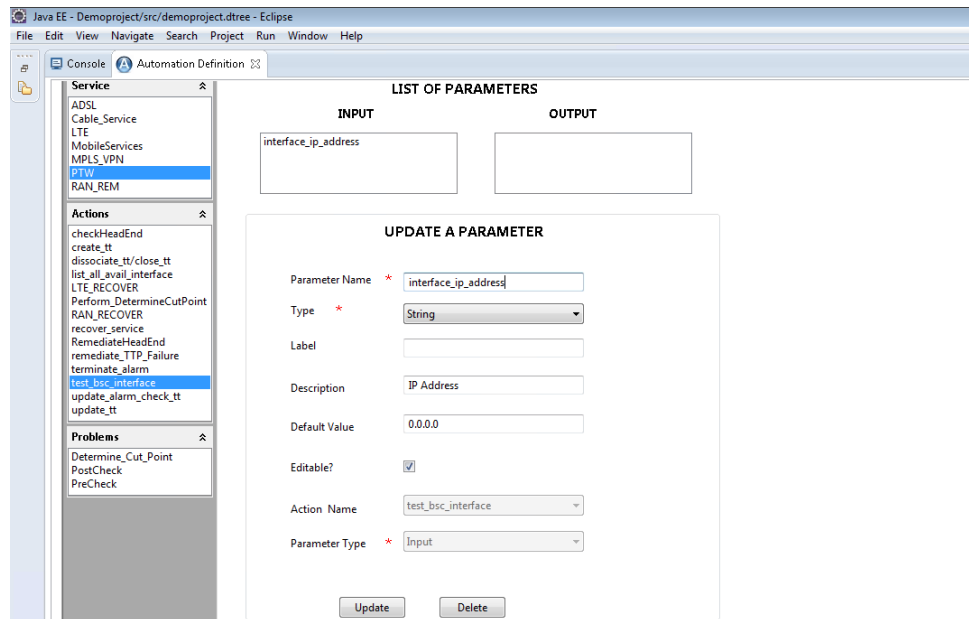 Java EE - Demoproject/src/demoproject.dtree - Eclipse
File Edit View Navigate Search Project Run Window Help
Console Automation Definition
Service
ADSL
Cable_Service
LTE
MobileServices
MPLS_VPN
PTW
RAN_REM
Actions
checkHeadEnd
create_tt
dissociate_tt/close_tt
list_all_avail_interface
LTE_RECOVER
Perform_DetermineCutPoint
RAN_RECOVER
recover_service
RemediateHeadEnd
remediate_TTP_Failure
terminate_alarm
test_bsc_interface
update_alarm_check_tt
update_tt
Problems
Determine_Cut_Point
PostCheck
PreCheck
LIST OF PARAMETERS
INPUT OUTPUT
interface_ip_address
UPDATE A PARAMETER
Parameter Name * interface_ip_address
Type * String
Label
Description IP Address
Default Value 0.0.0.0
Editable?
Action Name test_bsc_interface
Parameter Type * Input
Update Delete